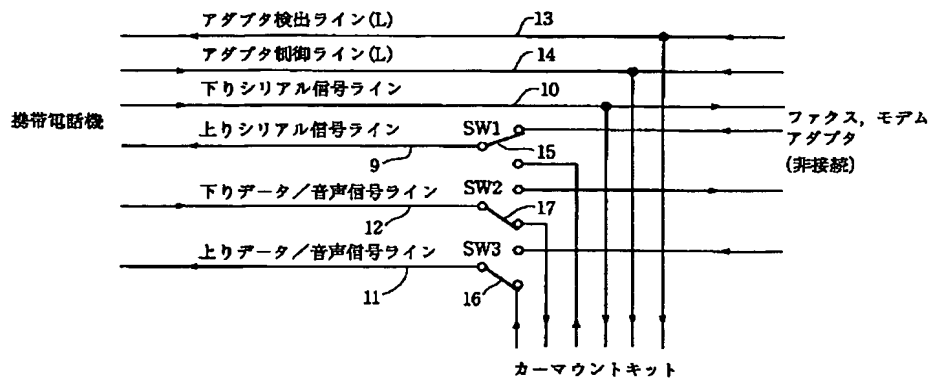 アダプタ検出ライン(L)
13
アダプタ制御ライン(L)
14
下りシリアル信号ライン
10
携帯電話機
ファクス，モデム
アダプタ
(非接続)
上りシリアル信号ライン
SW1
15
9
下りデータ／音声信号ライン
SW2
17
12
上りデータ／音声信号ライン
SW3
11
16
カーマウントキット